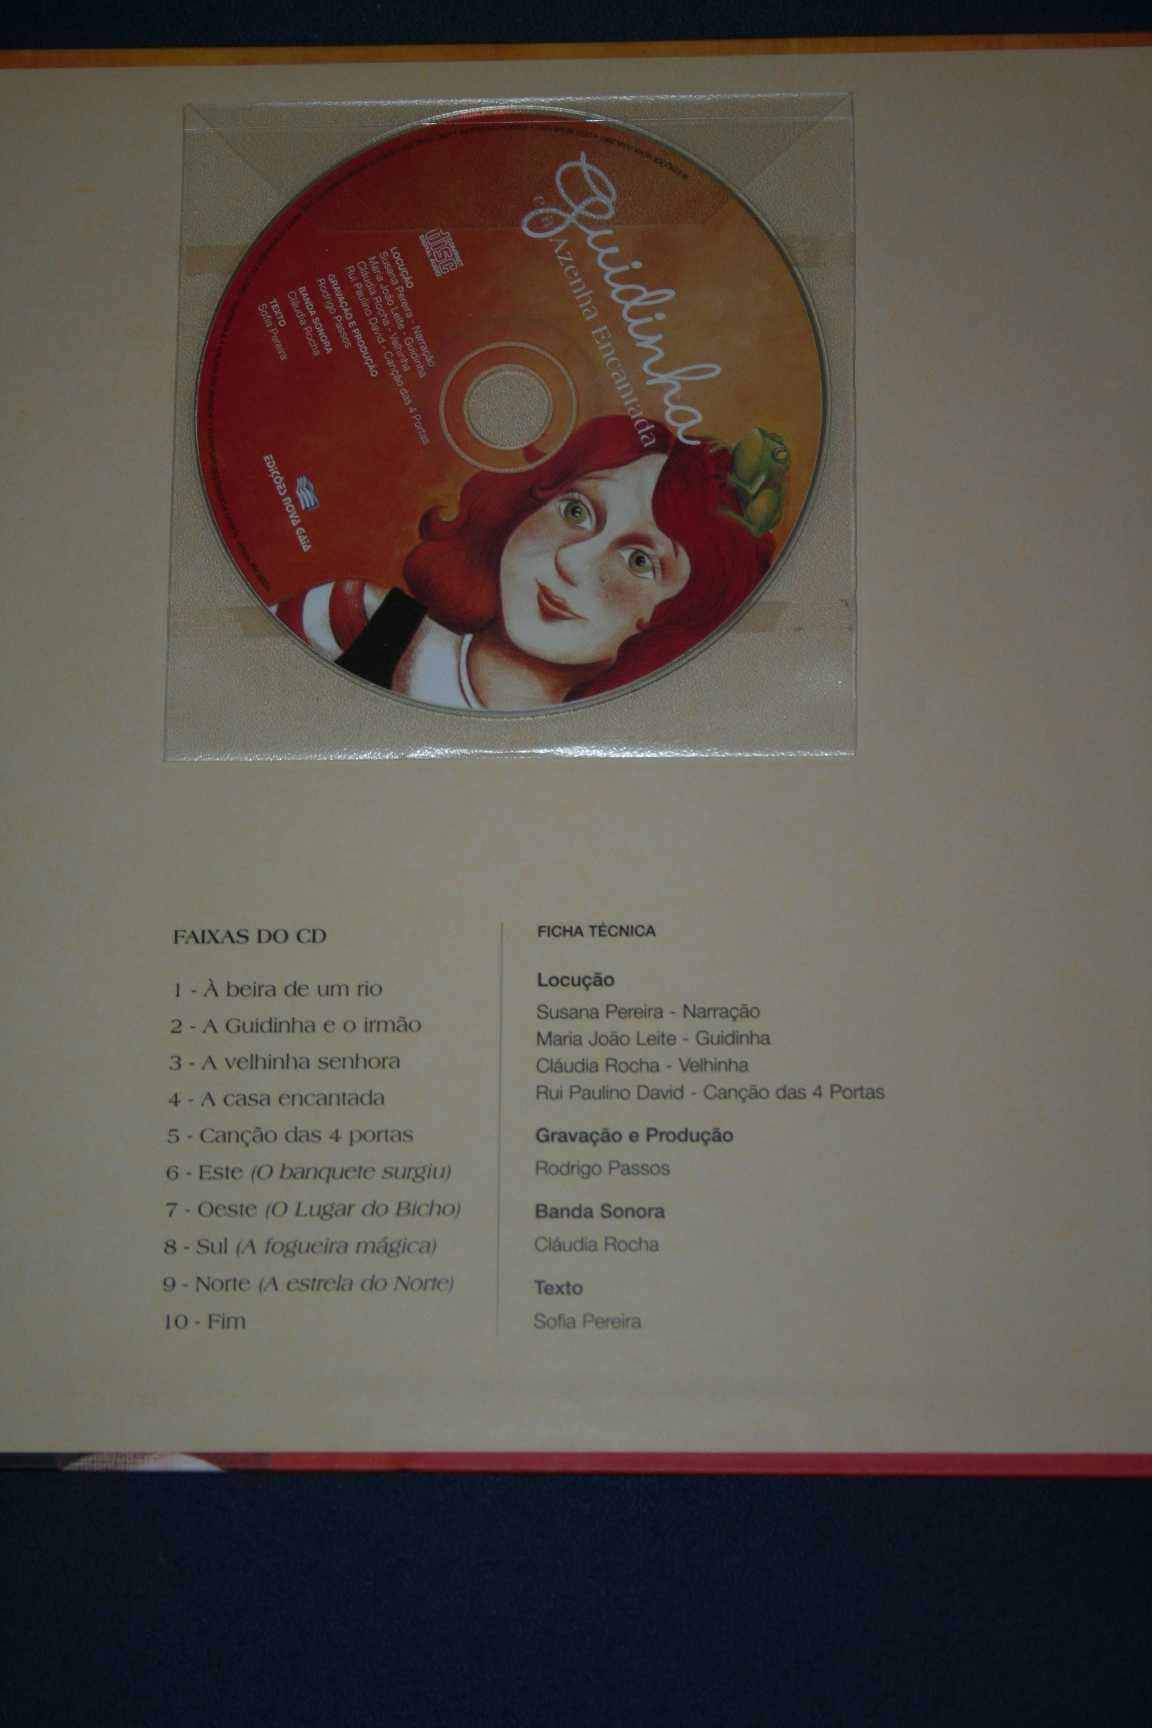 Guidinha
e a Azenha Encantada
COMPACT
disc
DIGITAL AUDIO
LOCUÇÃO
Susana Pereira - Narração
Maria João Leite - Guidinha
Cláudia Rocha - Velhinha
Rui Paulino David - Canção das 4 Portas
GRAVAÇÃO E PRODUÇÃO
Rodrigo Passos
BANDA SONORA
Cláudia Rocha
TEXTO
Sofia Pereira
EDIÇÕES NOVA GAIA
FAIXAS DO CD
1 - À beira de um rio
2 - A Guidinha e o irmão
3 - A velhinha senhora
4 - A casa encantada
5 - Canção das 4 portas
6 - Este (O banquete surgiu)
7 - Oeste (O Lugar do Bicho)
8 - Sul (A fogueira mágica)
9 - Norte (A estrela do Norte)
10 - Fim
FICHA TÉCNICA
Locução
Susana Pereira - Narração
Maria João Leite - Guidinha
Cláudia Rocha - Velhinha
Rui Paulino David - Canção das 4 Portas
Gravação e Produção
Rodrigo Passos
Banda Sonora
Cláudia Rocha
Texto
Sofia Pereira